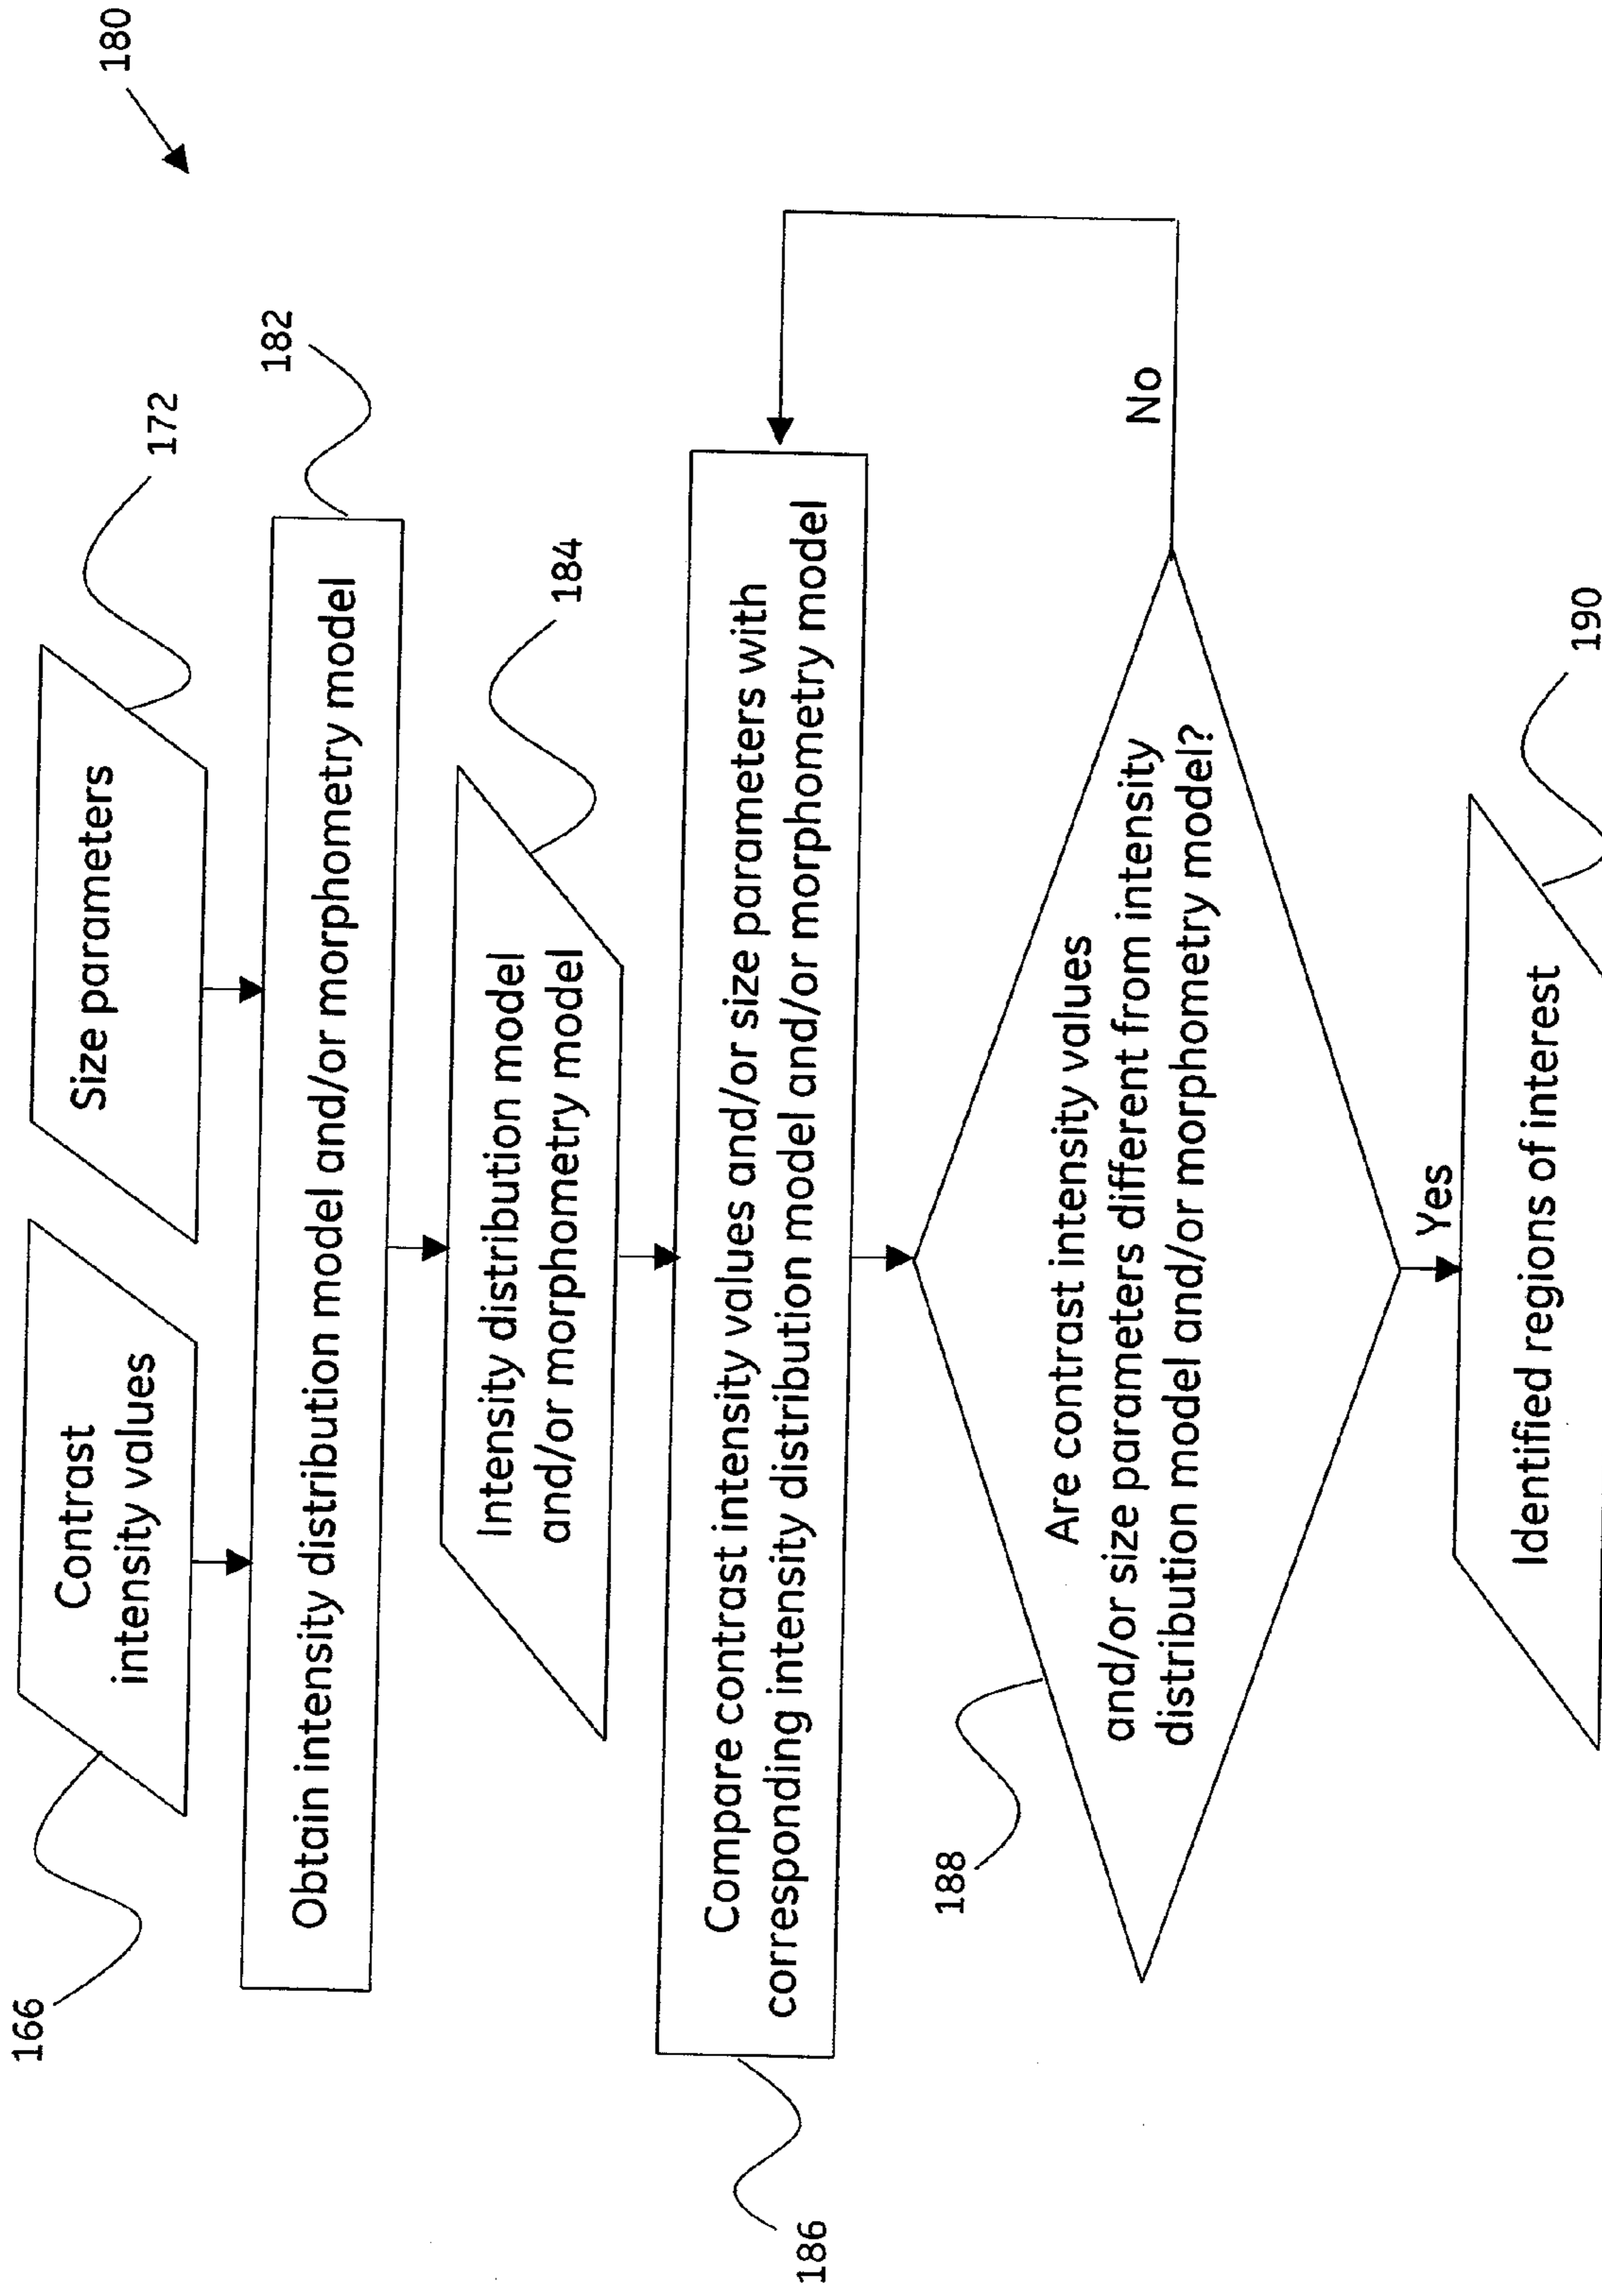 180
166
Contrast
intensity values
Size parameters
172
Obtain intensity distribution model and/or morphometry model
182
Intensity distribution model
and/or morphometry model
184
Compare contrast intensity values and/or size parameters with
corresponding intensity distribution model and/or morphometry model
186
188
Are contrast intensity values
and/or size parameters different from intensity
distribution model and/or morphometry model?
No
Yes
Identified regions of interest
190